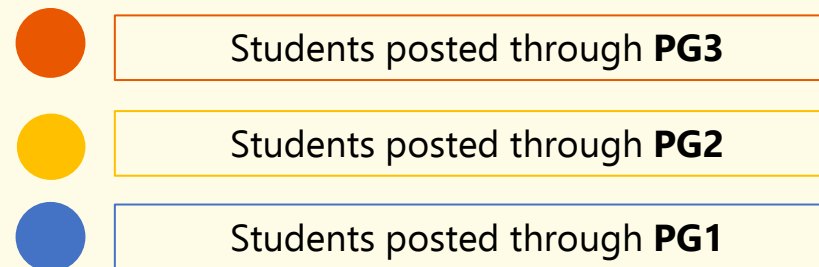 Students posted through PG3
Students posted through PG2
Students posted through PG1